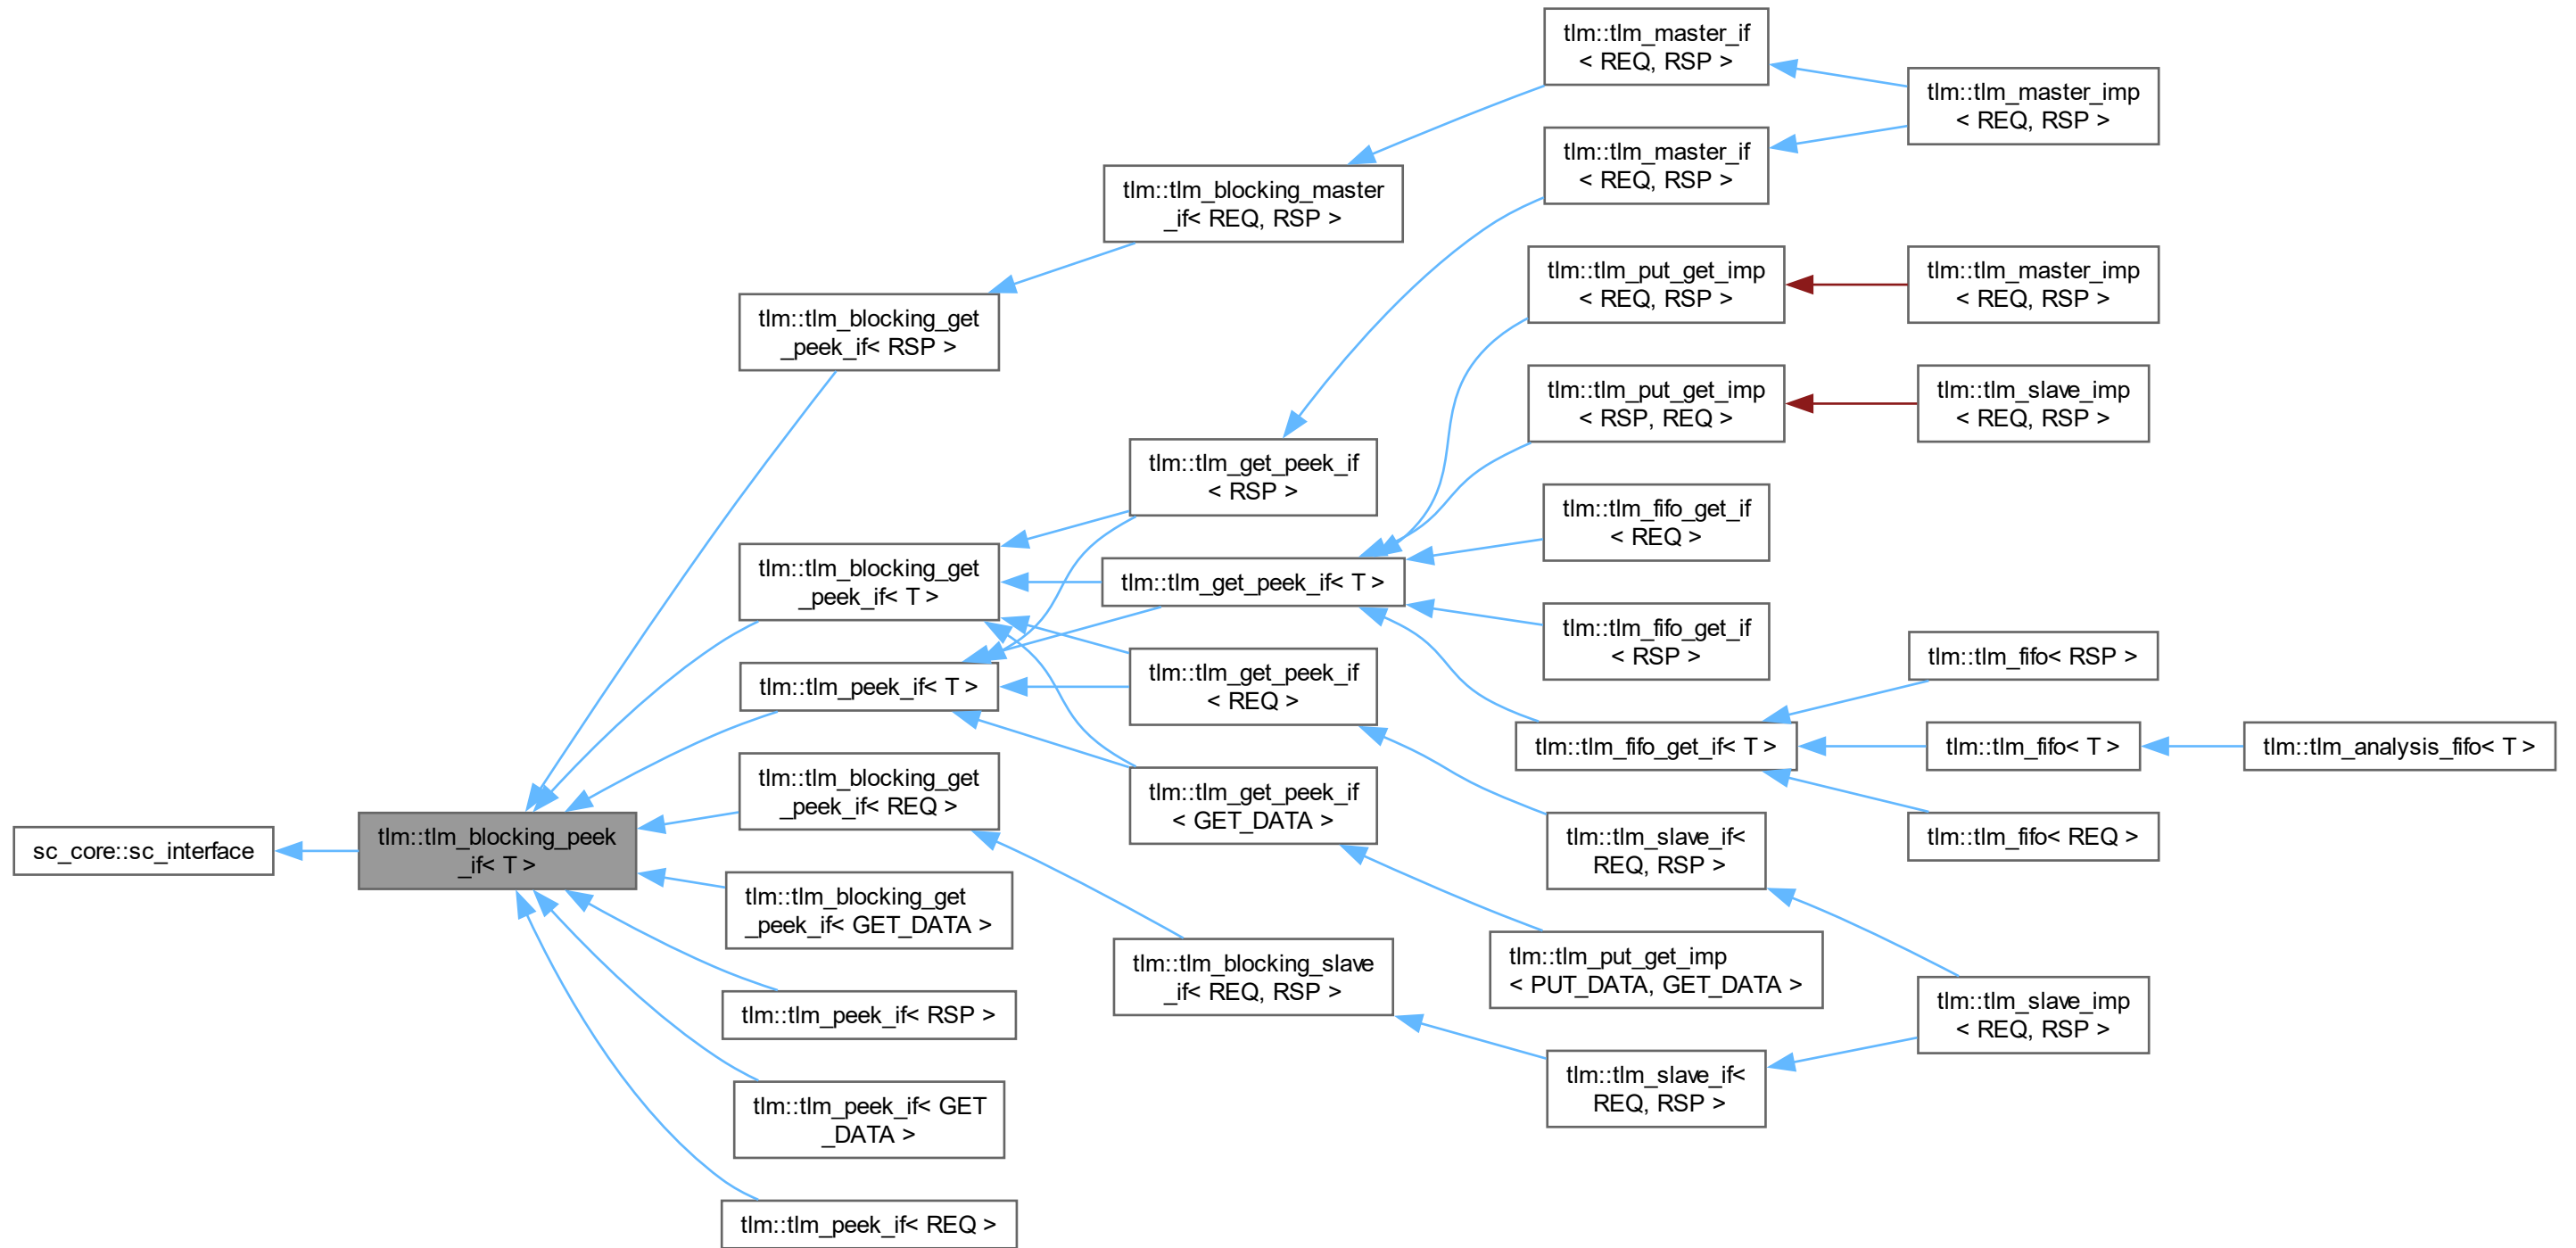 sc_core::sc_interface
tlm::tlm_blocking_peek
_if< T >
tlm::tlm_blocking_get
_peek_if< RSP >
tlm::tlm_blocking_get
_peek_if< T >
tlm::tlm_peek_if< T >
tlm::tlm_blocking_get
_peek_if< REQ >
tlm::tlm_blocking_get
_peek_if< GET_DATA >
tlm::tlm_peek_if< RSP >
tlm::tlm_peek_if< GET
_DATA >
tlm::tlm_peek_if< REQ >
tlm::tlm_blocking_master
_if< REQ, RSP >
tlm::tlm_get_peek_if
< RSP >
tlm::tlm_get_peek_if< T >
tlm::tlm_get_peek_if
< REQ >
tlm::tlm_get_peek_if
< GET_DATA >
tlm::tlm_blocking_slave
_if< REQ, RSP >
tlm::tlm_master_if
< REQ, RSP >
tlm::tlm_master_if
< REQ, RSP >
tlm::tlm_put_get_imp
< REQ, RSP >
tlm::tlm_put_get_imp
< RSP, REQ >
tlm::tlm_fifo_get_if
< REQ >
tlm::tlm_fifo_get_if
< RSP >
tlm::tlm_fifo_get_if< T >
tlm::tlm_slave_if<
REQ, RSP >
tlm::tlm_put_get_imp
< PUT_DATA, GET_DATA >
tlm::tlm_slave_if<
REQ, RSP >
tlm::tlm_master_imp
< REQ, RSP >
tlm::tlm_master_imp
< REQ, RSP >
tlm::tlm_slave_imp
< REQ, RSP >
tlm::tlm_fifo< RSP >
tlm::tlm_fifo< T >
tlm::tlm_fifo< REQ >
tlm::tlm_slave_imp
< REQ, RSP >
tlm::tlm_analysis_fifo< T >